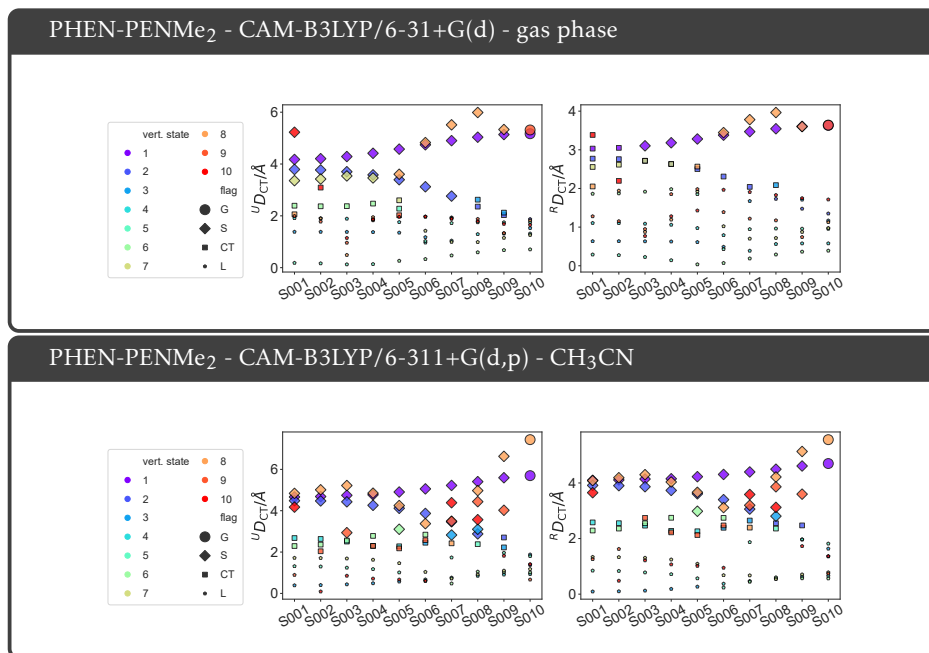 PHEN-PENMe₂ - CAM-B3LYP/6-31+G(d) - gas phase
vert. state
1
2
3
4
5
6
7
8
9
10
flag
G
S
CT
L
ᵁD_CT/Å
6
4
2
0
S001 S002 S003 S004 S005 S006 S007 S008 S009 S010
ᴿD_CT/Å
4
3
2
1
0
S001 S002 S003 S004 S005 S006 S007 S008 S009 S010
PHEN-PENMe₂ - CAM-B3LYP/6-311+G(d,p) - CH₃CN
vert. state
1
2
3
4
5
6
7
8
9
10
flag
G
S
CT
L
ᵁD_CT/Å
6
4
2
0
S001 S002 S003 S004 S005 S006 S007 S008 S009 S010
ᴿD_CT/Å
4
2
0
S001 S002 S003 S004 S005 S006 S007 S008 S009 S010